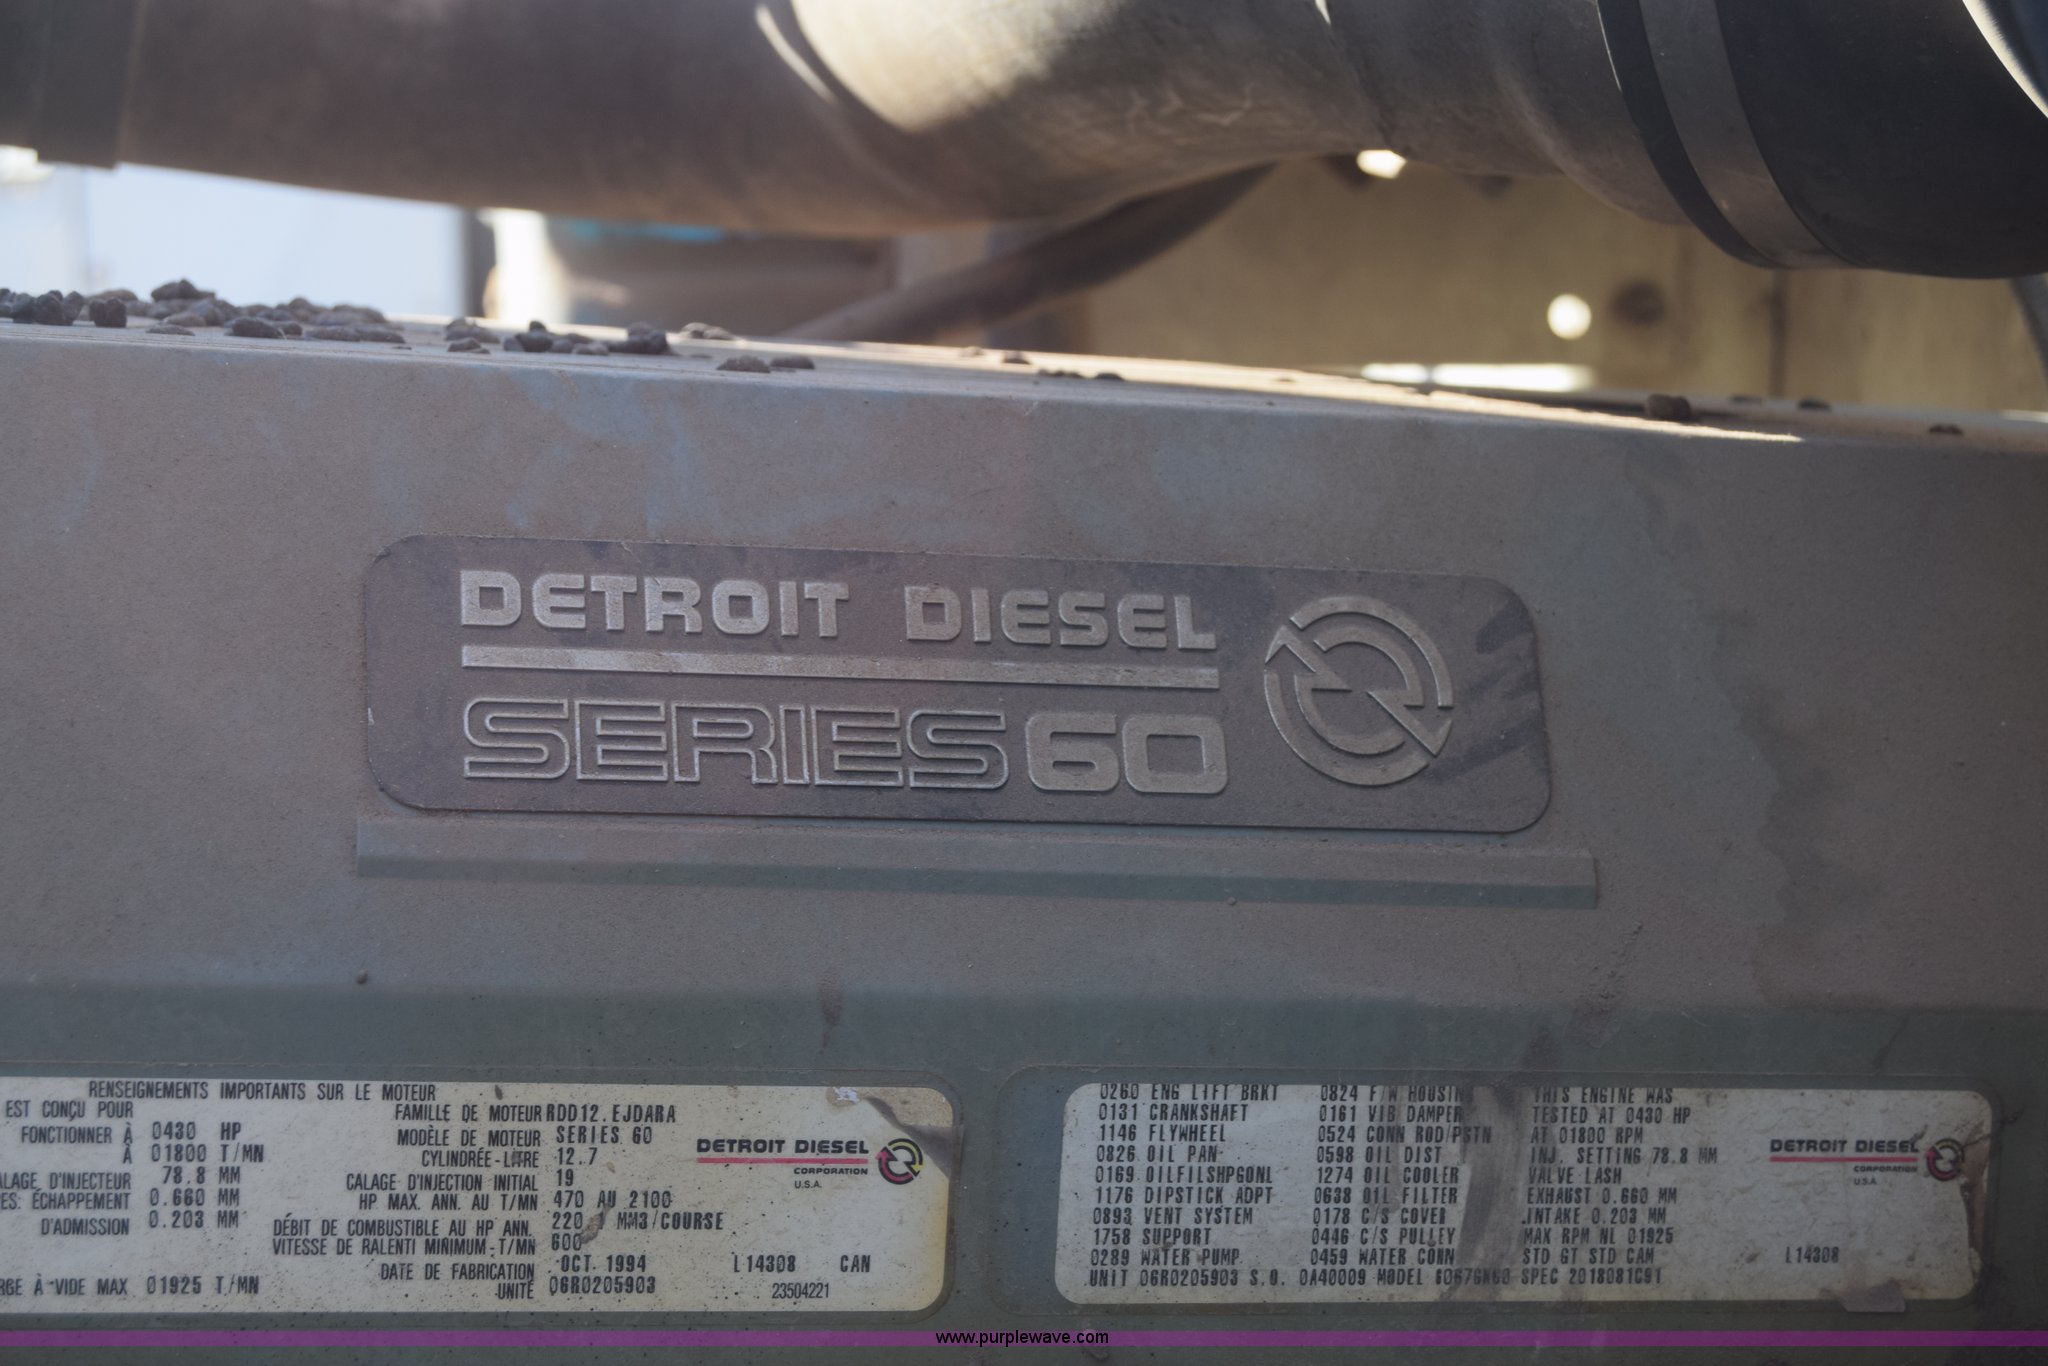 DETROIT DIESEL
SERIES 60
RENSEIGNEMENTS IMPORTANTS SUR LE MOTEUR
EST CONÇU POUR
FONCTIONNER À 0430 HP
À 01800 T/MN
D'INJECTEUR 78.8 MM
ÉCHAPPEMENT 0.660 MM
D'ADMISSION 0.203 MM
À VIDE MAX 01925 T/MN
FAMILLE DE MOTEUR RDD12.EJDARA
MODÈLE DE MOTEUR SERIES 60
CYLINDRÉE-LITRE 12.7
CALAGE D'INJECTION INITIAL 19
HP MAX. ANN. AU T/MN 470 AU 2100
DÉBIT DE COMBUSTIBLE AU HP ANN. 220.1 MM3/COURSE
VITESSE DE RALENTI MINIMUM-T/MN 600
DATE DE FABRICATION OCT. 1994
UNITÉ 06R0205903
DETROIT DIESEL
CORPORATION
U.S.A.
L14308 CAN
23504221
0260 ENG LIFT BRKT 0824 F/W HOUSING THIS ENGINE WAS
0131 CRANKSHAFT 0161 VIB DAMPER TESTED AT 0430 HP
1146 FLYWHEEL 0524 CONN ROD/PSTN AT 01800 RPM
0826 OIL PAN 0598 OIL DIST INJ. SETTING 78.8 MM
0169 OILFILSHPGONL 1274 OIL COOLER VALVE LASH
1176 DIPSTICK ADPT 0638 OIL FILTER EXHAUST 0.660 MM
0893 VENT SYSTEM 0178 C/S COVER INTAKE 0.203 MM
1758 SUPPORT 0446 C/S PULLEY MAX RPM NL 01925
0289 WATER PUMP 0459 WATER CONN STD GT STD CAM
UNIT 06R0205903 S.O. 0A40009 MODEL 6067GK60 SPEC 2018081C91
DETROIT DIESEL
CORPORATION
U.S.A.
L14308
www.purplewave.com